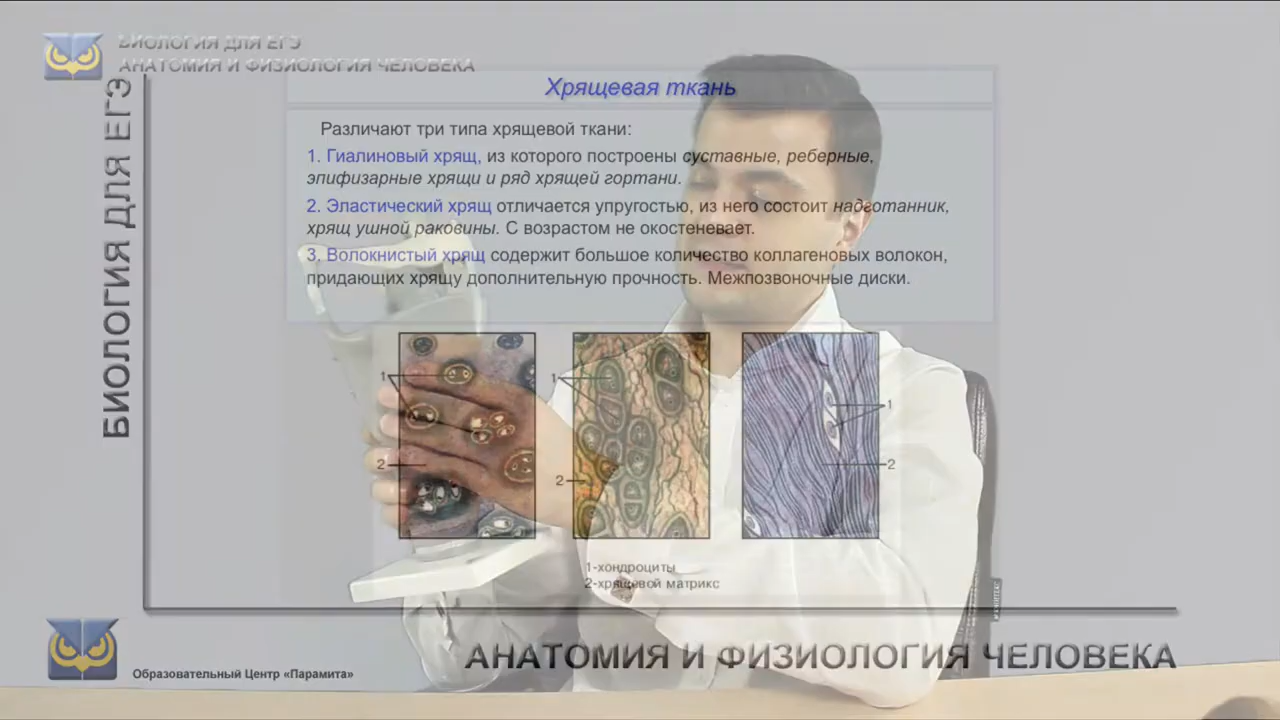 БИОЛОГИЯ ДЛЯ ЕГЭ
АНАТОМИЯ И ФИЗИОЛОГИЯ ЧЕЛОВЕКА
БИОЛОГИЯ ДЛЯ ЕГЭ
Хрящевая ткань
Различают три типа хрящевой ткани:
1. Гиалиновый хрящ, из которого построены суставные, реберные,
эпифизарные хрящи и ряд хрящей гортани.
2. Эластический хрящ отличается упругостью, из него состоит надготанник,
хрящ ушной раковины. С возрастом не окостеневает.
3. Волокнистый хрящ содержит большое количество коллагеновых волокон,
придающих хрящу дополнительную прочность. Межпозвоночные диски.
1
2
1
2
1
2
1-хондроциты
2-хрящевой матрикс
АНАТОМИЯ И ФИЗИОЛОГИЯ ЧЕЛОВЕКА
Образовательный Центр «Парамита»